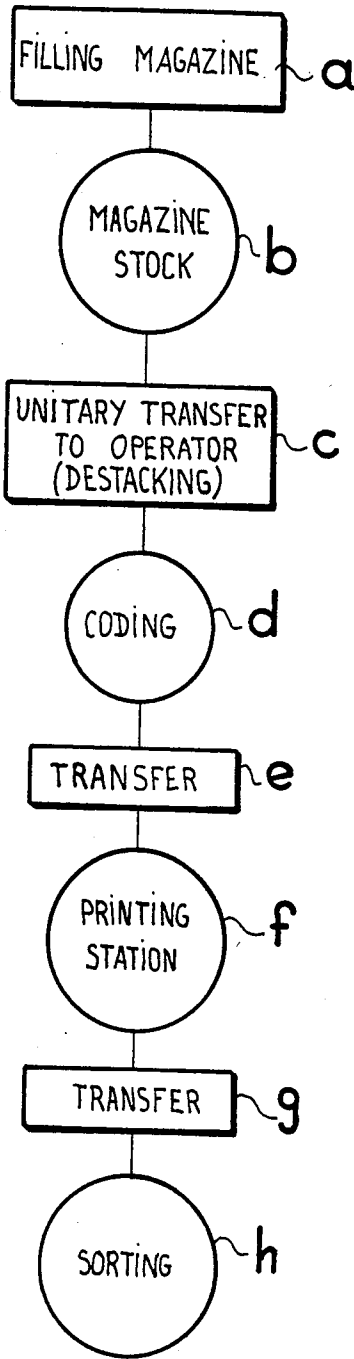 FILLING MAGAZINE
a
MAGAZINE
STOCK
b
UNITARY TRANSFER
TO OPERATOR
(DESTACKING)
c
CODING
d
TRANSFER
e
PRINTING
STATION
f
TRANSFER
g
SORTING
h